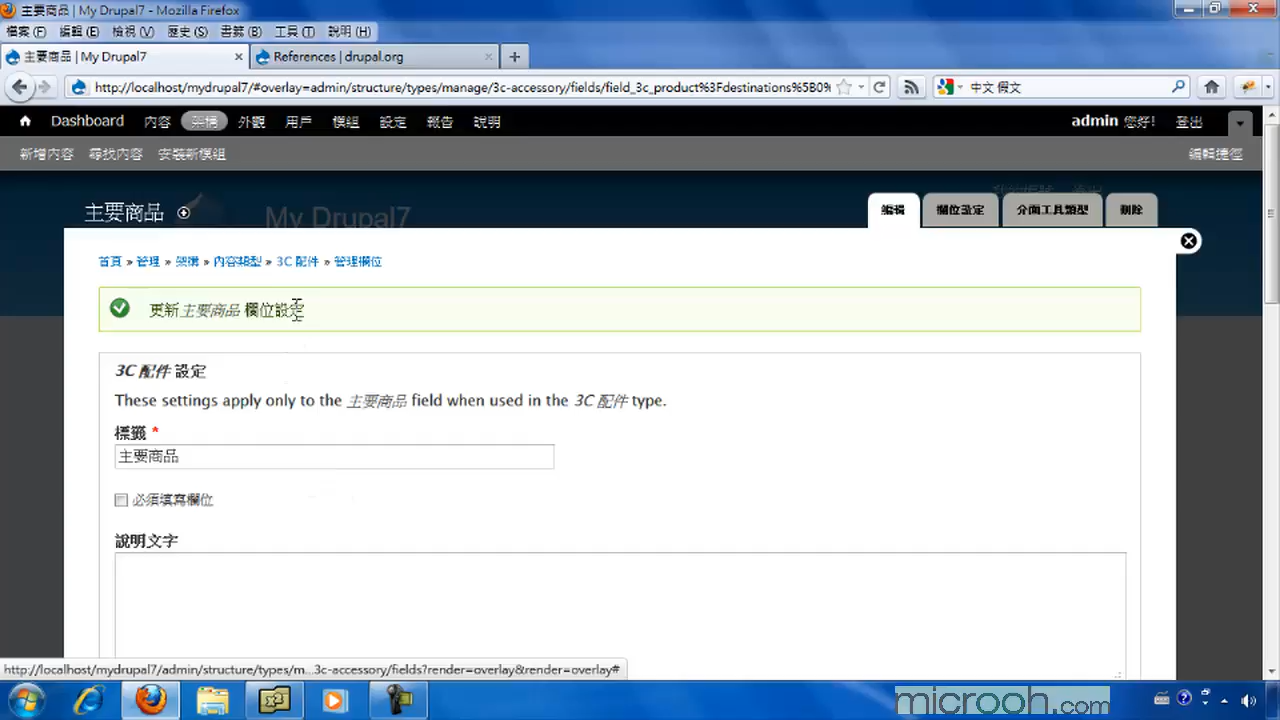 主要商品 | My Drupal7 - Mozilla Firefox
檔案(F) 編輯(E) 檢視(V) 歷史(S) 書籤(B) 工具(T) 說明(H)
主要商品 | My Drupal7 × References | drupal.org × +
http://localhost/mydrupal7/#overlay=admin/structure/types/manage/3c-accessory/fields/field_3c_product%3Fdestinations%5B0% 中文 假文
Dashboard 內容 架構 外觀 用戶 模組 設定 報告 說明 admin 您好! 登出
新增內容 尋找內容 安裝新模組 編輯捷徑
主要商品 My Drupal7 編輯 欄位設定 介面工具類型 刪除
首頁 » 管理 » 架構 » 內容類型 » 3C 配件 » 管理欄位
更新 主要商品 欄位設定
3C 配件 設定
These settings apply only to the 主要商品 field when used in the 3C 配件 type.
標籤 *
主要商品
必須填寫欄位
說明文字
http://localhost/mydrupal7/admin/structure/types/m...3c-accessory/fields?render=overlay&render=overlay#
microoh.com